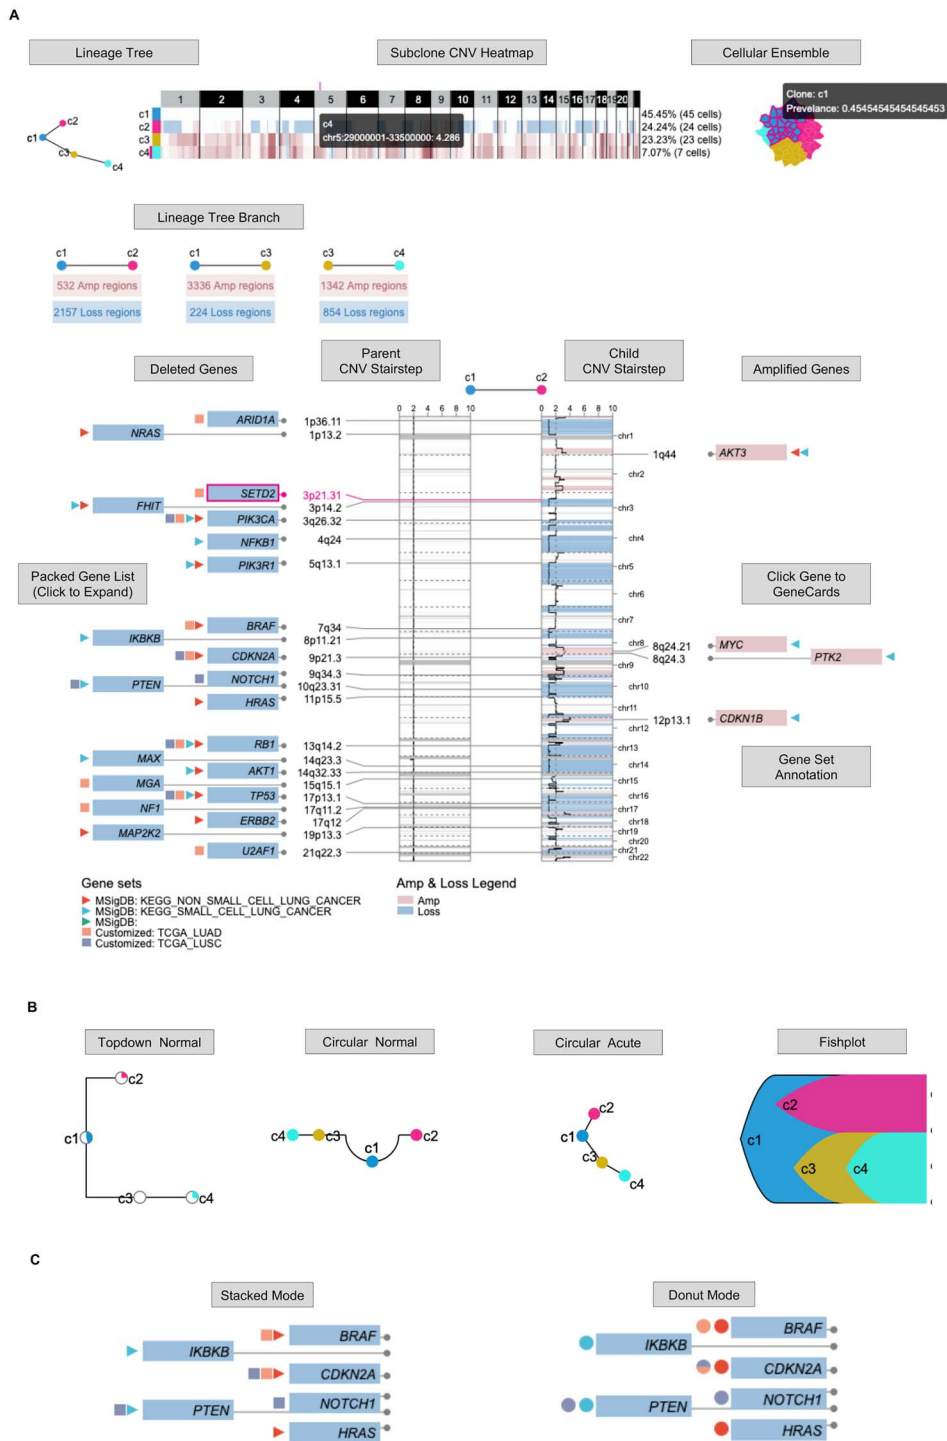 A
Lineage Tree
Subclone CNV Heatmap
Cellular Ensemble
1 2 3 4 5 6 7 8 9 10 11 12 13 14 15 16 17 18 19 20
c1
c2
c3
c4
c4
chr5:29000001-33500000: 4.286
45.45% (45 cells)
24.24% (24 cells)
23.23% (23 cells)
7.07% (7 cells)
Clone: c1
Prevelance: 0.45454545454545453
c2
c1
c3
c4
Lineage Tree Branch
c1 c2
c1 c3
c3 c4
532 Amp regions
3336 Amp regions
1342 Amp regions
2157 Loss regions
224 Loss regions
854 Loss regions
Deleted Genes
Parent
CNV Stairstep
Child
CNV Stairstep
Amplified Genes
c1 c2
0 2 4 6 8 10
0 2 4 6 8 10
ARID1A
NRAS
SETD2
FHIT
PIK3CA
NFKB1
PIK3R1
Packed Gene List
(Click to Expand)
BRAF
IKBKB
CDKN2A
NOTCH1
PTEN
HRAS
RB1
MAX
AKT1
MGA
TP53
NF1
ERBB2
MAP2K2
U2AF1
1p36.11
1p13.2
3p21.31
3p14.2
3q26.32
4q24
5q13.1
7q34
8p11.21
9p21.3
9q34.3
10q23.31
11p15.5
13q14.2
14q23.3
14q32.33
15q15.1
17p13.1
17q11.2
17q12
19p13.3
21q22.3
chr1
chr2
chr3
chr4
chr5
chr6
chr7
chr8
chr9
chr10
chr11
chr12
chr13
chr14
chr15
chr16
chr17
chr18
chr19
chr20
chr21
chr22
1q44
AKT3
Click Gene to
GeneCards
8q24.21
MYC
8q24.3
PTK2
12p13.1
CDKN1B
Gene Set
Annotation
Gene sets
MSigDB: KEGG_NON_SMALL_CELL_LUNG_CANCER
MSigDB: KEGG_SMALL_CELL_LUNG_CANCER
MSigDB:
Customized: TCGA_LUAD
Customized: TCGA_LUSC
Amp & Loss Legend
Amp
Loss
B
Topdown Normal
Circular Normal
Circular Acute
Fishplot
c2
c1
c3
c4
c4
c3
c1
c2
c2
c1
c3
c4
c2
c1
c3
c4
C
Stacked Mode
Donut Mode
BRAF
IKBKB
CDKN2A
NOTCH1
PTEN
HRAS
BRAF
IKBKB
CDKN2A
NOTCH1
PTEN
HRAS